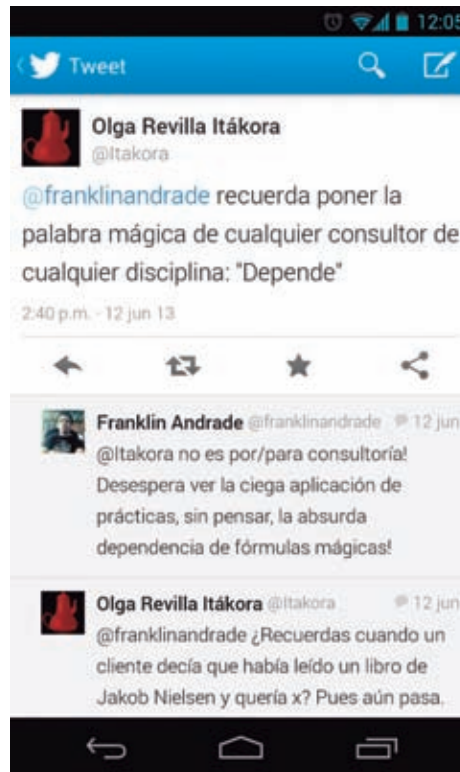 12:05
Tweet
Olga Revilla Itákora
@Itakora
@franklinandrade recuerda poner la
palabra mágica de cualquier consultor de
cualquier disciplina: "Depende"
2:40 p.m. - 12 jun 13
Franklin Andrade @franklinandrade 12 jun
@Itakora no es por/para consultoría!
Desespera ver la ciega aplicación de
prácticas, sin pensar, la absurda
dependencia de fórmulas mágicas!
Olga Revilla Itákora @Itakora 12 jun
@franklinandrade ¿Recuerdas cuando un
cliente decía que había leído un libro de
Jakob Nielsen y quería x? Pues aún pasa.